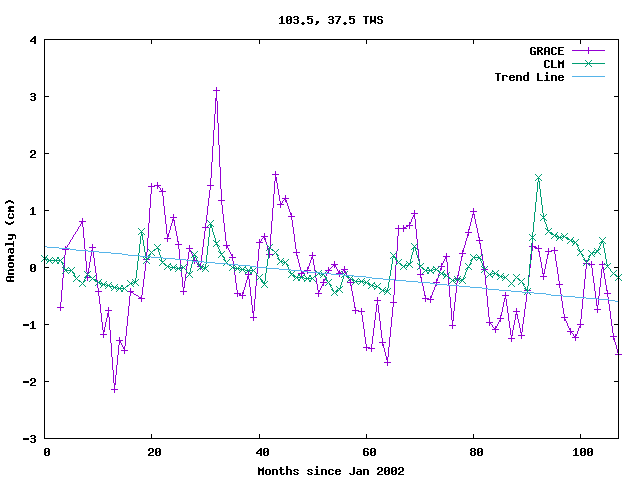 103.5, 37.5 TWS
GRACE
CLM
Trend Line
4
3
2
1
0
-1
-2
-3
Anomaly (cm)
0 20 40 60 80 100
Months since Jan 2002